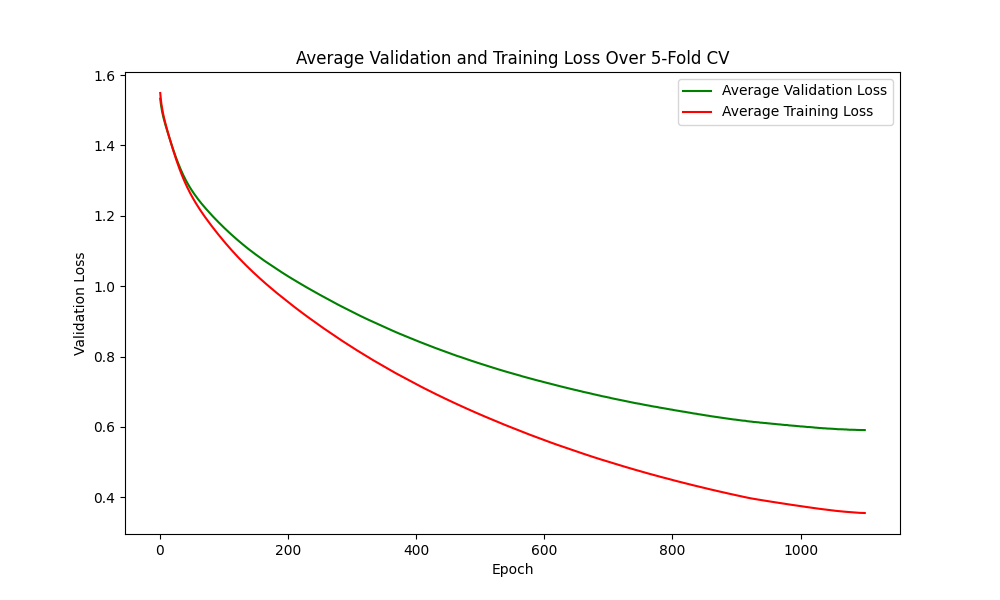 Average Validation and Training Loss Over 5-Fold CV
Average Validation Loss
Average Training Loss
Validation Loss
1.6
1.4
1.2
1.0
0.8
0.6
0.4
0 200 400 600 800 1000
Epoch